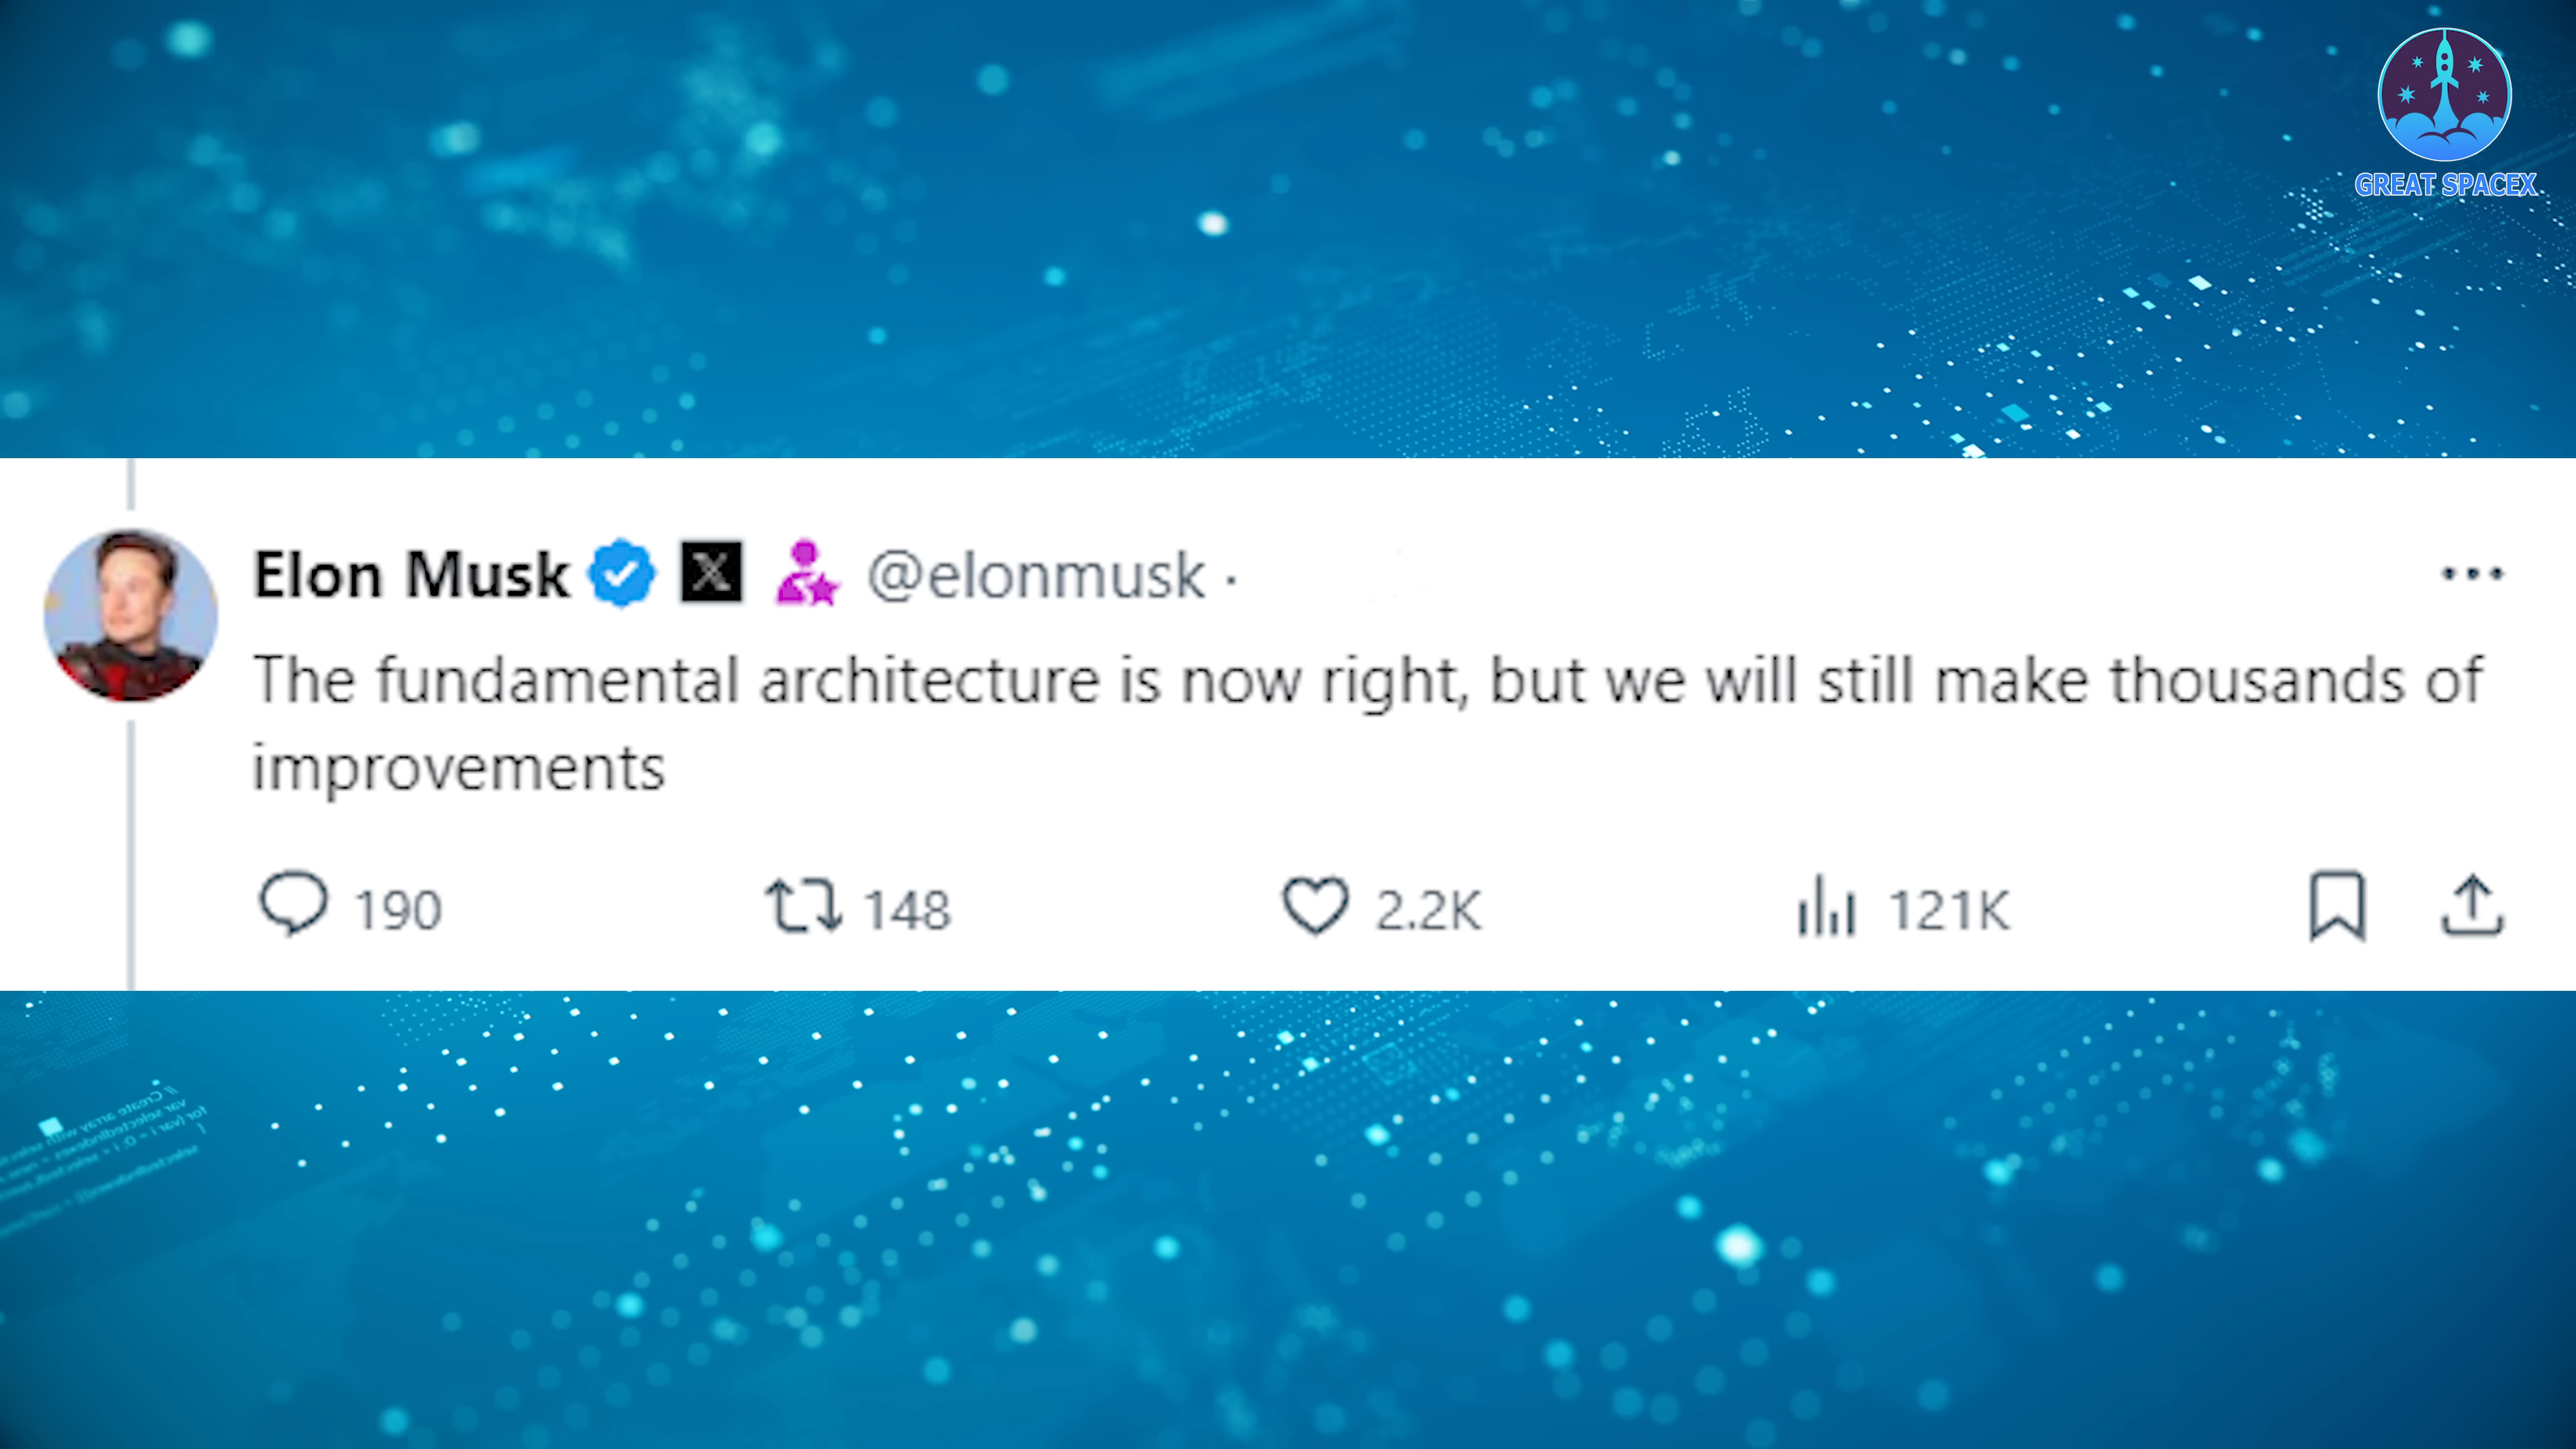 GREAT SPACEX
Elon Musk X @elonmusk ·
The fundamental architecture is now right, but we will still make thousands of
improvements
190 148 2.2K 121K